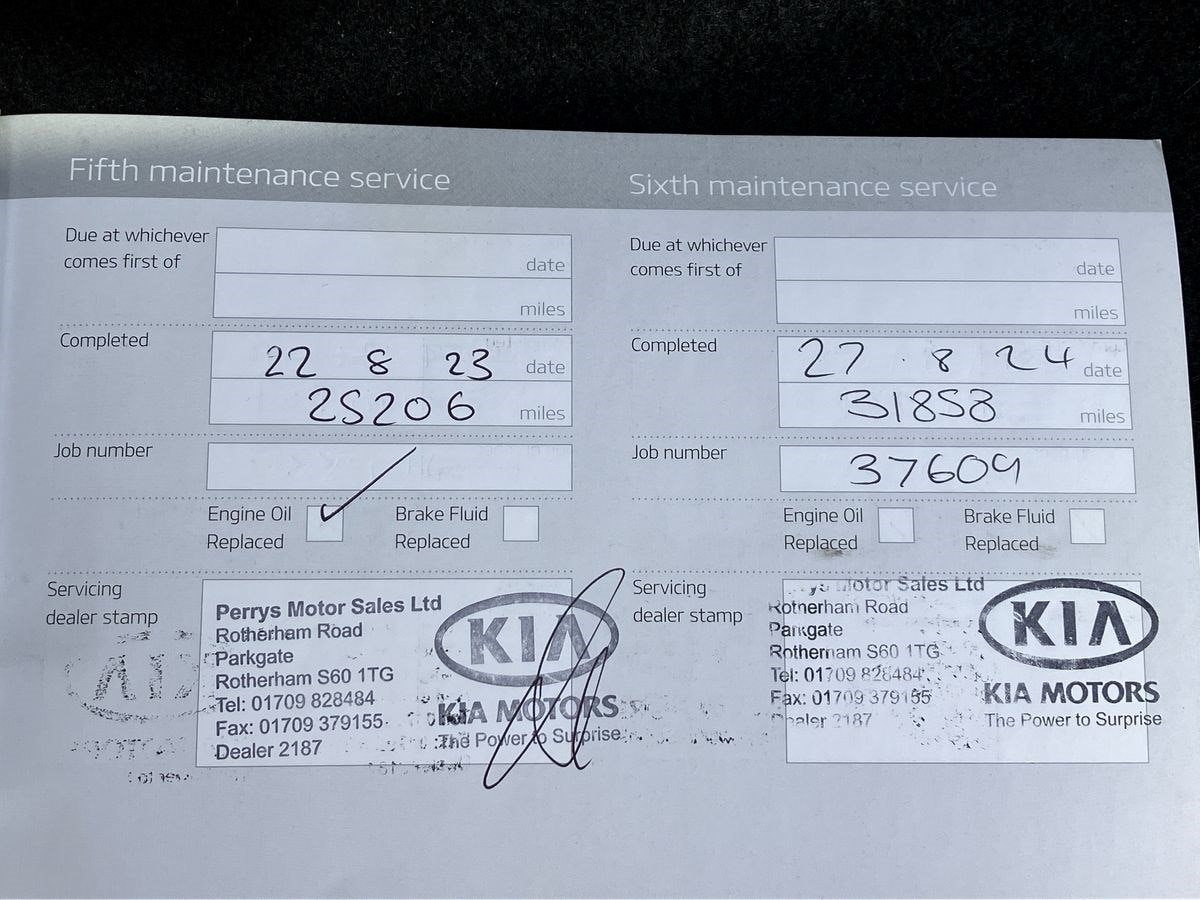 Fifth maintenance service
Due at whichever
comes first of
date
miles
Completed
22 8 23 date
25206 miles
Job number
Engine Oil
Replaced
Brake Fluid
Replaced
Servicing
dealer stamp
Perrys Motor Sales Ltd
Rotherham Road
Parkgate
Rotherham S60 1TG
Tel: 01709 828484
Fax: 01709 379155
Dealer 2187
KIA
KIA MOTORS
The Power to Surprise
Sixth maintenance service
Due at whichever
comes first of
date
miles
Completed
27 . 8 24 date
31858 miles
Job number
37609
Engine Oil
Replaced
Brake Fluid
Replaced
Servicing
dealer stamp
Motor Sales Ltd
Rotherham Road
Parkgate
Rotherham S60 1TG
Tel: 01709 828484
Fax: 01709 379155
Dealer 2187
KIA
KIA MOTORS
The Power to Surprise